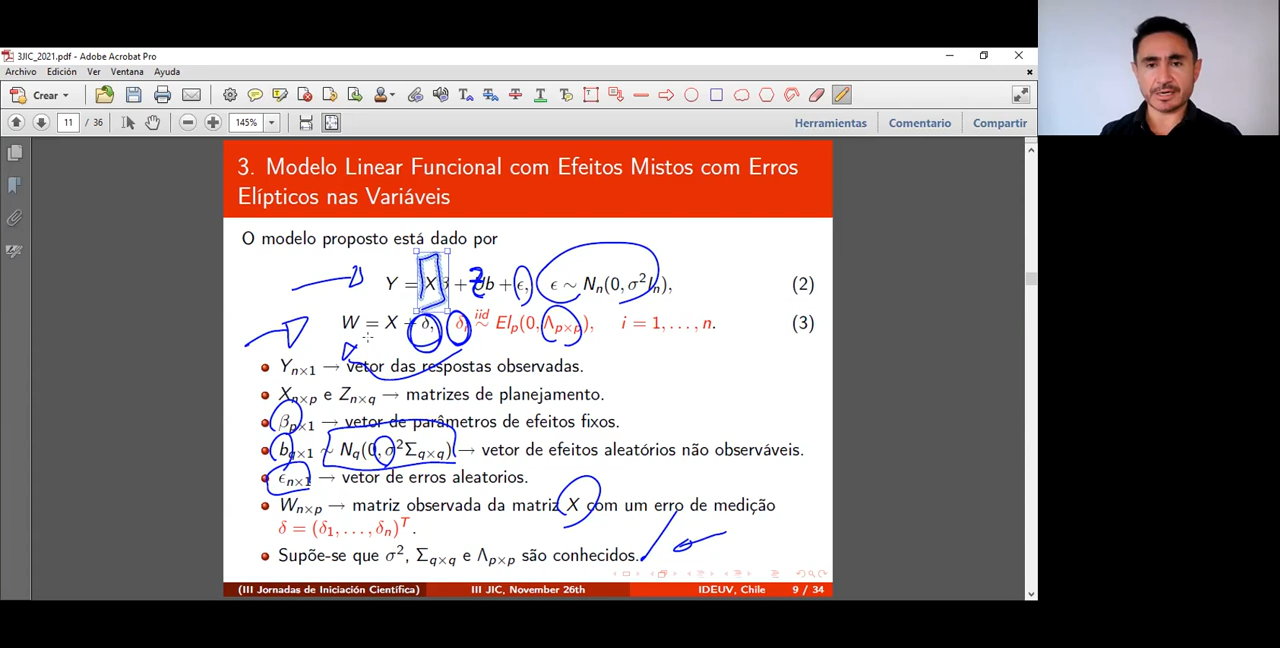 3JIC_2021.pdf - Adobe Acrobat Pro
Archivo Edición Ver Ventana Ayuda
Crear
11 / 36 145% Herramientas Comentario Compartir
3. Modelo Linear Funcional com Efeitos Mistos com Erros
Elípticos nas Variáveis
O modelo proposto está dado por
Y = Xβ + Zb + ϵ, ϵ ∼ Nn(0, σ²In), (2)
W = X + δ, δi iid∼ Elp(0, Λp×p), i = 1, . . . , n. (3)
Yn×1 → vetor das respostas observadas.
Xn×p e Zn×q → matrizes de planejamento.
βp×1 → vetor de parâmetros de efeitos fixos.
bq×1 ∼ Nq(0, σ²Σq×q) → vetor de efeitos aleatórios não observáveis.
ϵn×1 → vetor de erros aleatorios.
Wn×p → matriz observada da matriz X com um erro de medição
δ = (δ1, . . . , δn)T.
Supõe-se que σ², Σq×q e Λp×p são conhecidos.
(III Jornadas de Iniciación Científica) III JIC, November 26th IDEUV, Chile 9 / 34